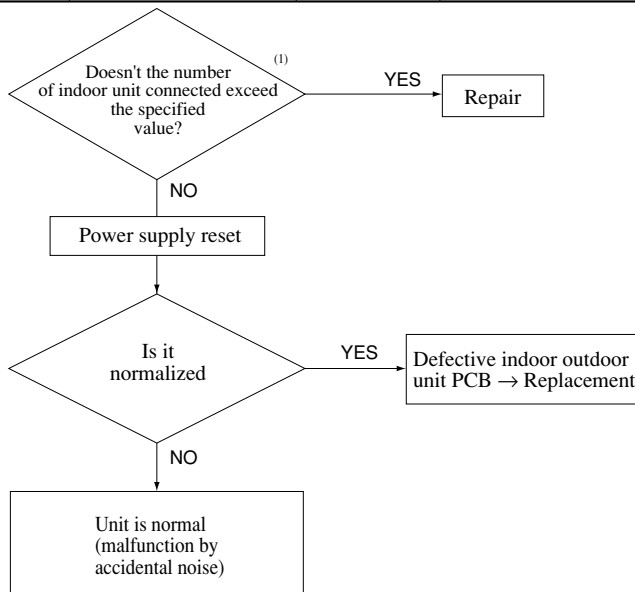 Doesn't the number (1)
of indoor unit connected exceed
the specified
value?
YES
Repair
NO
Power supply reset
Is it
normalized
YES
Defective indoor outdoor
unit PCB → Replacement
NO
Unit is normal
(malfunction by
accidental noise)